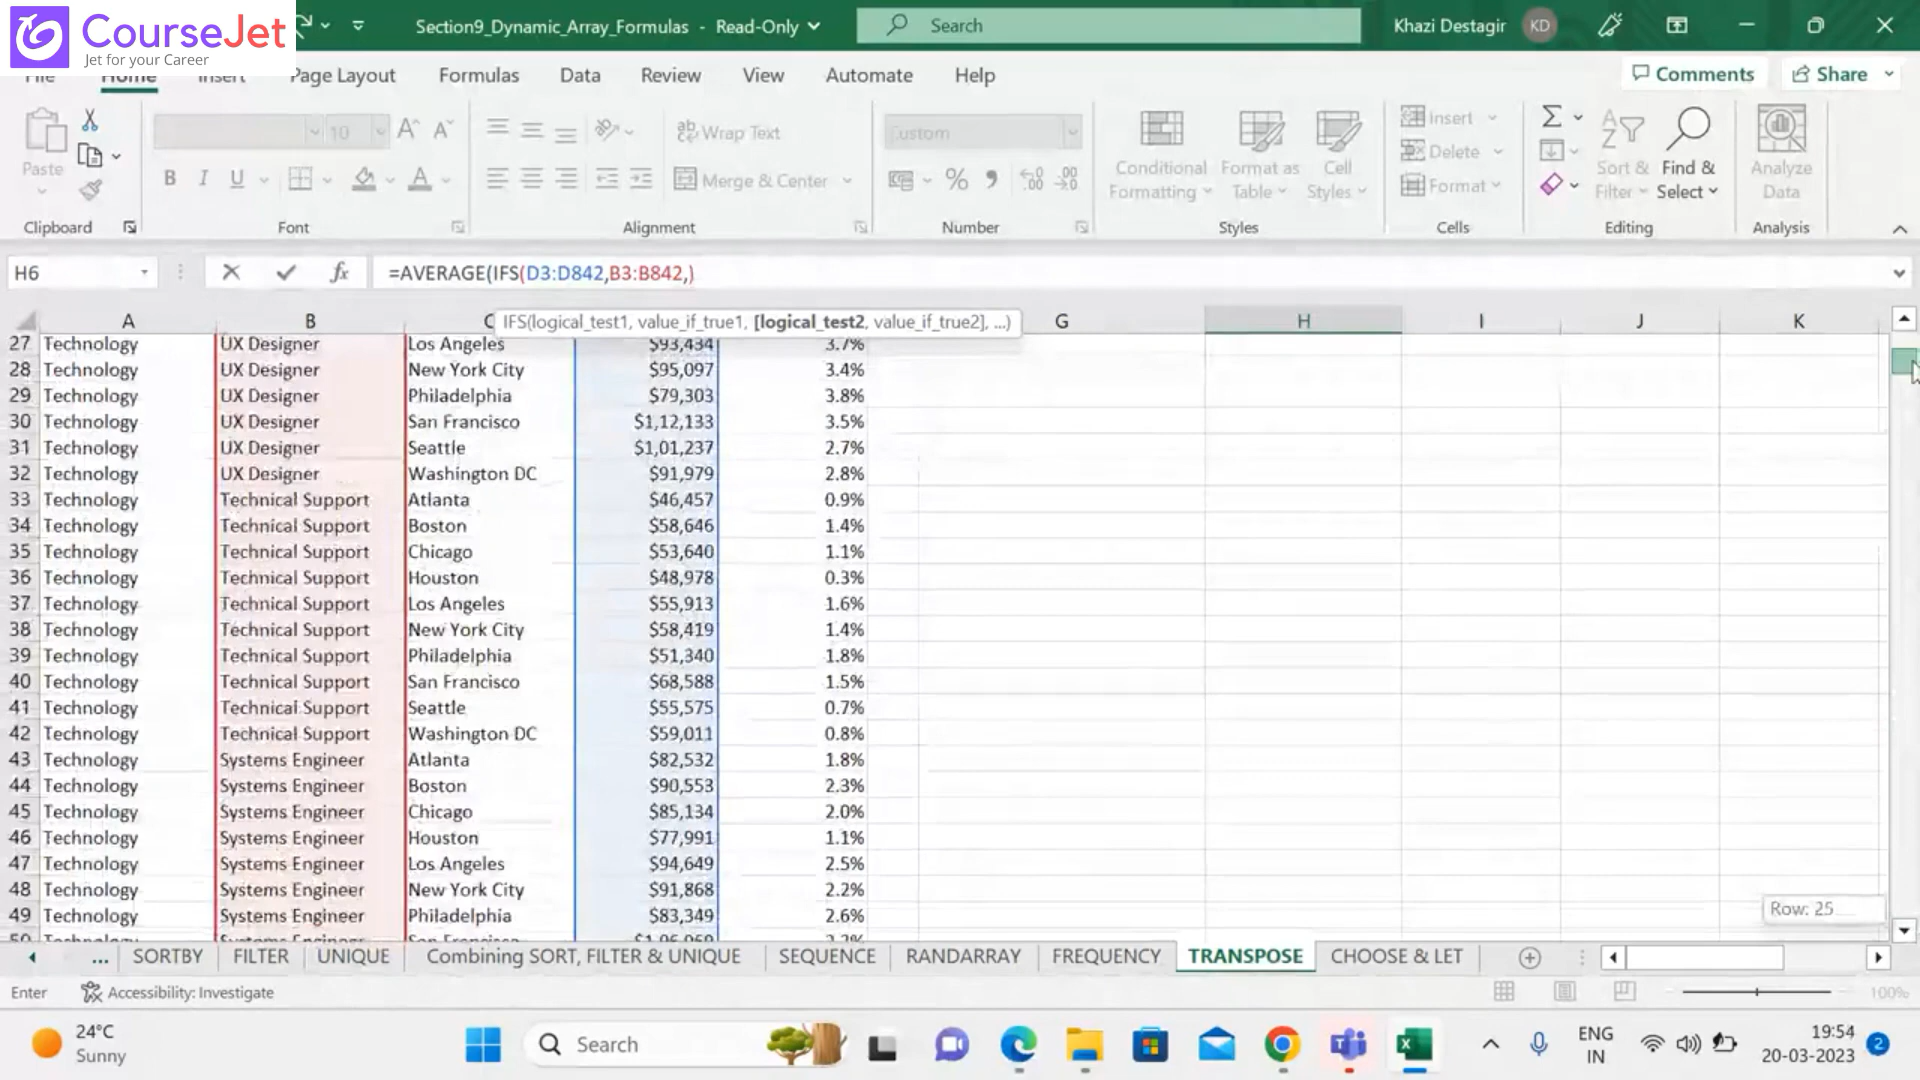 CourseJet
Jet for your Career
Section9_Dynamic_Array_Formulas - Read-Only
Search
Khazi Destagir
KD
File Home Insert Page Layout Formulas Data Review View Automate Help
Comments
Share
Paste
10
B I U
Wrap Text
Merge & Center
Custom
Conditional Formatting
Format as Table
Cell Styles
Insert
Delete
Format
Sort & Filter
Find & Select
Analyze Data
Clipboard Font Alignment Number Styles Cells Editing Analysis
H6
fx
=AVERAGE(IFS(D3:D842,B3:B842,)
IFS(logical_test1, value_if_true1, [logical_test2, value_if_true2], ...)
A B C G H I J K
27 Technology UX Designer Los Angeles $93,434 3.7%
28 Technology UX Designer New York City $95,097 3.4%
29 Technology UX Designer Philadelphia $79,303 3.8%
30 Technology UX Designer San Francisco $1,12,133 3.5%
31 Technology UX Designer Seattle $1,01,237 2.7%
32 Technology UX Designer Washington DC $91,979 2.8%
33 Technology Technical Support Atlanta $46,457 0.9%
34 Technology Technical Support Boston $58,646 1.4%
35 Technology Technical Support Chicago $53,640 1.1%
36 Technology Technical Support Houston $48,978 0.3%
37 Technology Technical Support Los Angeles $55,913 1.6%
38 Technology Technical Support New York City $58,419 1.4%
39 Technology Technical Support Philadelphia $51,340 1.8%
40 Technology Technical Support San Francisco $68,588 1.5%
41 Technology Technical Support Seattle $55,575 0.7%
42 Technology Technical Support Washington DC $59,011 0.8%
43 Technology Systems Engineer Atlanta $82,532 1.8%
44 Technology Systems Engineer Boston $90,553 2.3%
45 Technology Systems Engineer Chicago $85,134 2.0%
46 Technology Systems Engineer Houston $77,991 1.1%
47 Technology Systems Engineer Los Angeles $94,649 2.5%
48 Technology Systems Engineer New York City $91,868 2.2%
49 Technology Systems Engineer Philadelphia $83,349 2.6%
Row: 25
... SORTBY FILTER UNIQUE Combining SORT, FILTER & UNIQUE SEQUENCE RANDARRAY FREQUENCY TRANSPOSE CHOOSE & LET
Enter
Accessibility: Investigate
100%
24°C
Sunny
Search
ENG
IN
19:54
20-03-2023
2